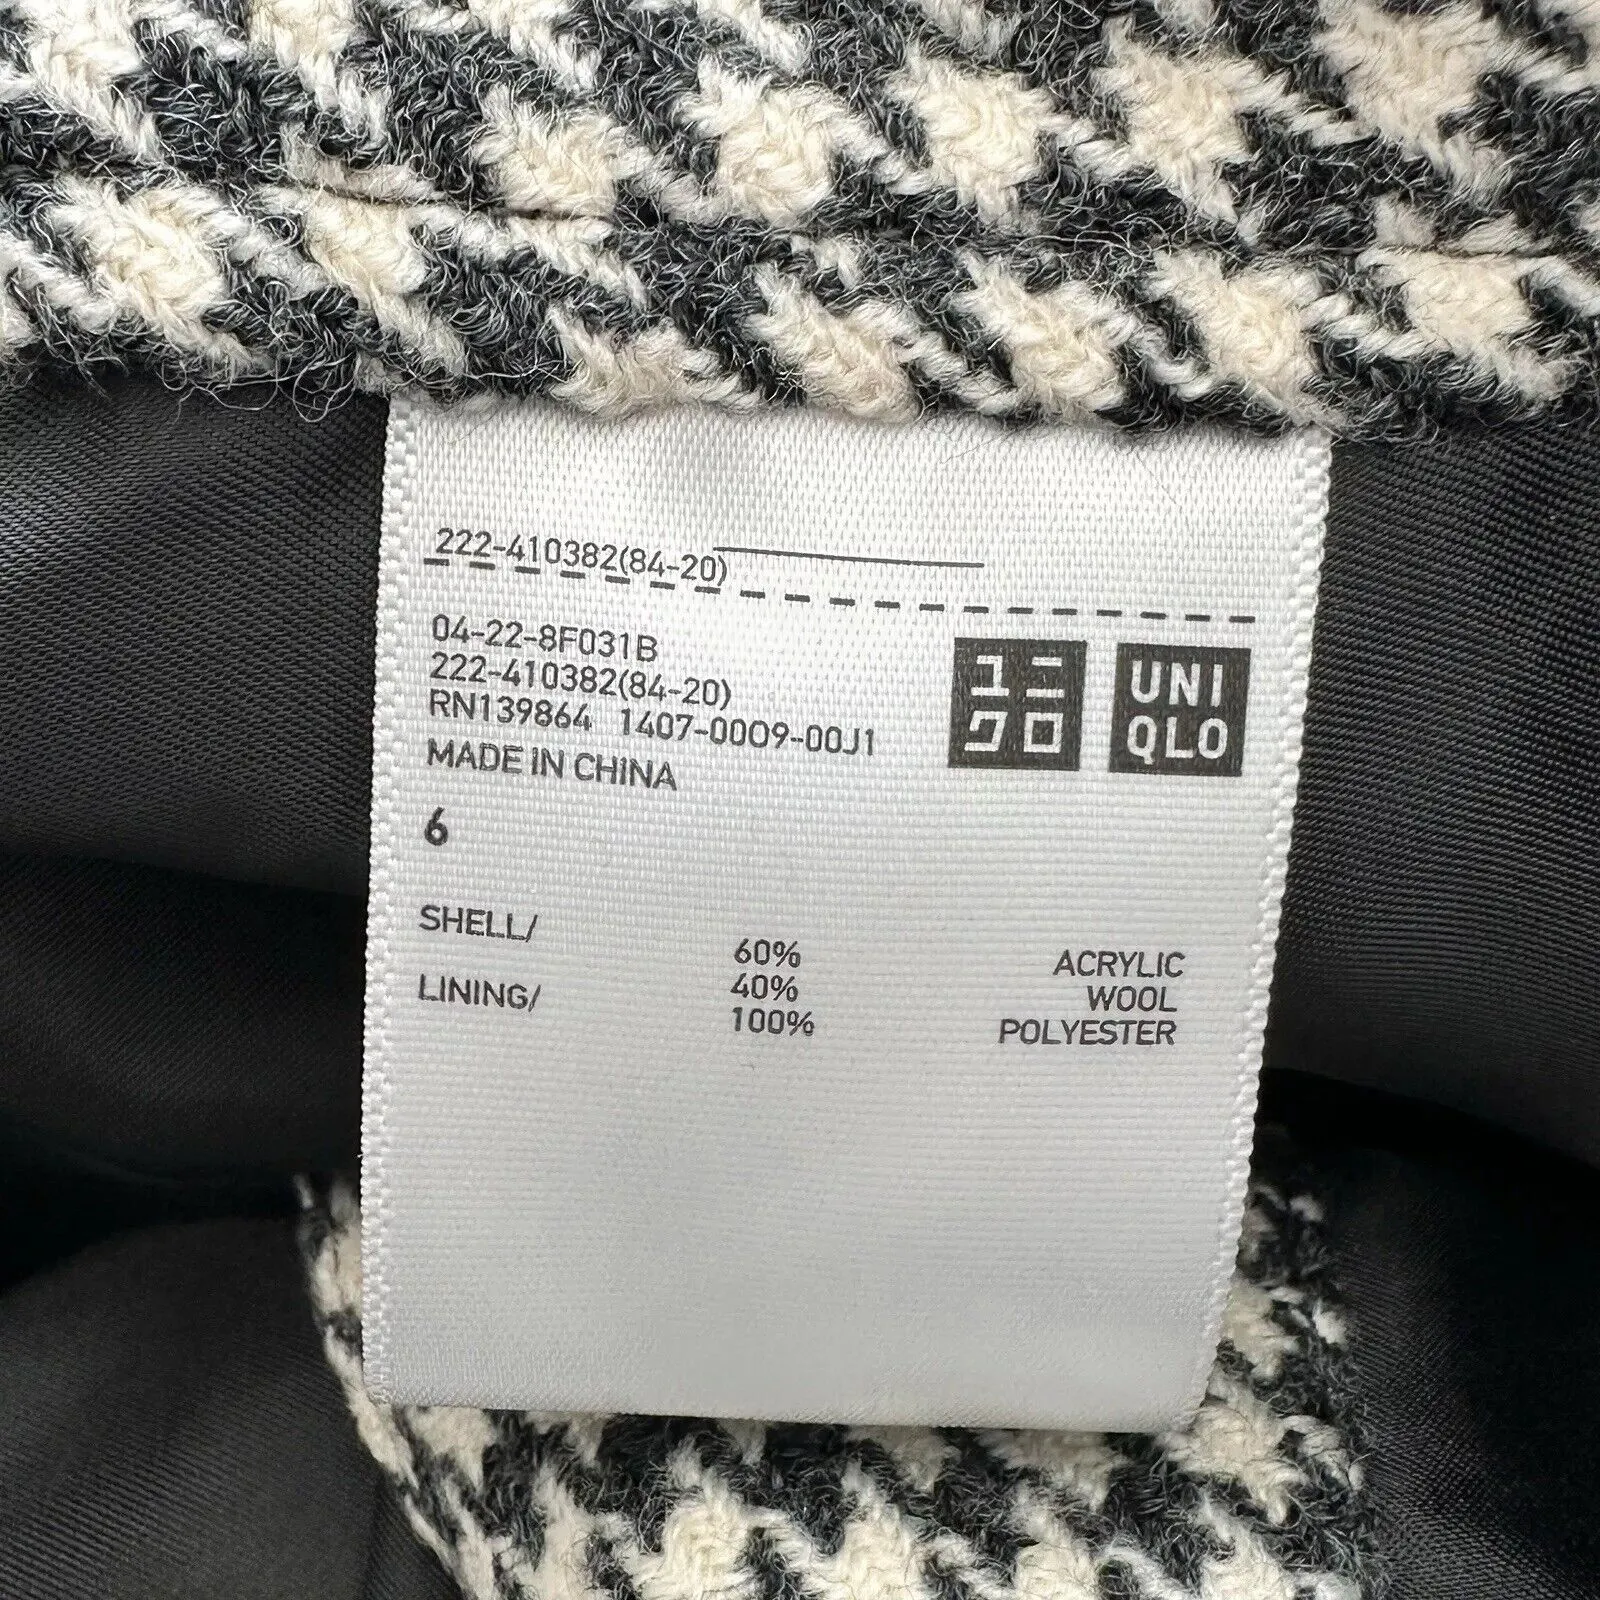 222-410382(84-20)
04-22-8F031B
222-410382(84-20)
RN139864 1407-0009-00J1
MADE IN CHINA
ユニ
クロ
UNI
QLO
6
SHELL/
60% ACRYLIC
40% WOOL
LINING/
100% POLYESTER